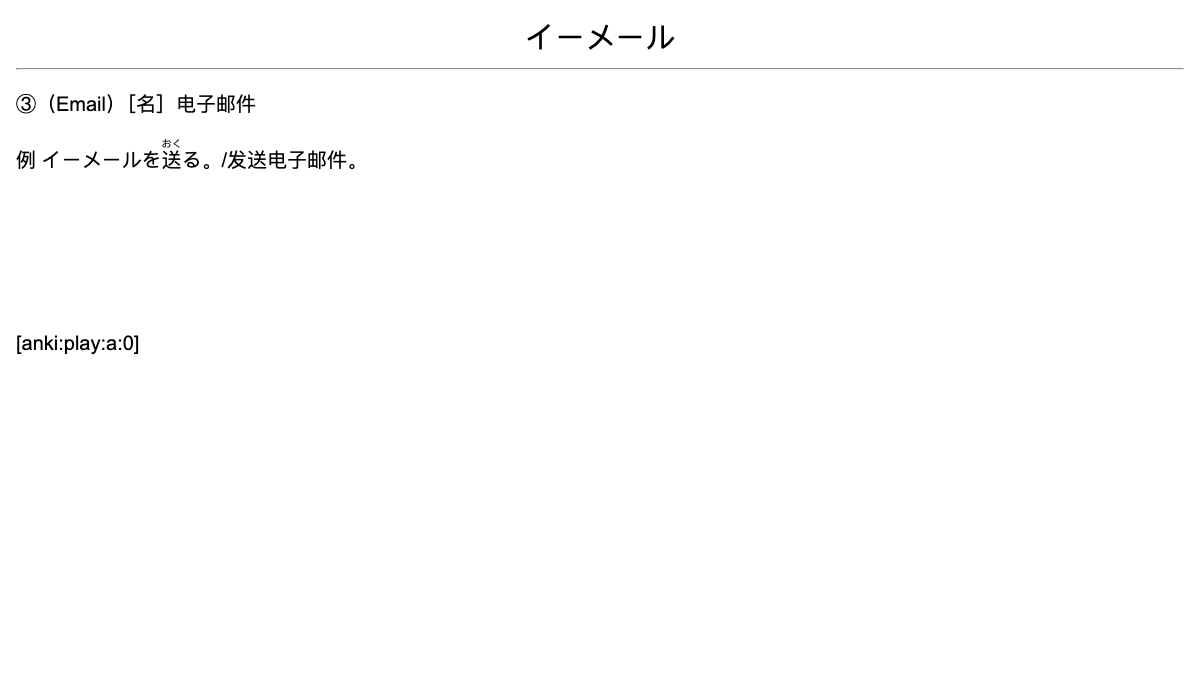 イーメール
③（Email）［名］电子邮件
例 イーメールを送る。/发送电子邮件。
おく
[anki:play:a:0]